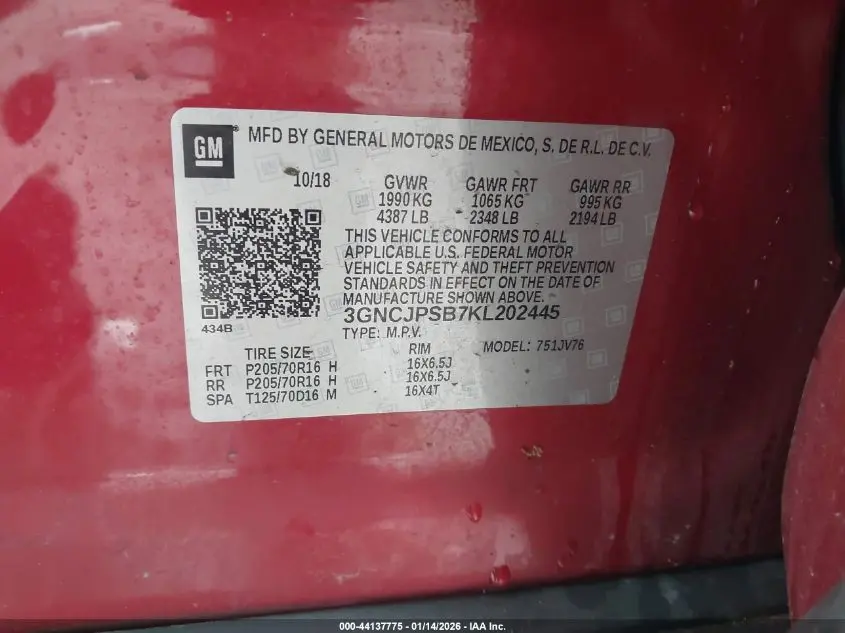 GM ® MFD BY GENERAL MOTORS DE MEXICO, S. DE R.L. DE C.V.
10/18 GVWR GAWR FRT GAWR RR
1990 KG 1065 KG 995 KG
4387 LB 2348 LB 2194 LB
THIS VEHICLE CONFORMS TO ALL
APPLICABLE U.S. FEDERAL MOTOR
VEHICLE SAFETY AND THEFT PREVENTION
STANDARDS IN EFFECT ON THE DATE OF
MANUFACTURE SHOWN ABOVE.
3GNCJPSB7KL202445
434B
TYPE: M.P.V. MODEL: 751JV76
TIRE SIZE RIM
FRT P205/70R16 H 16X6.5J
RR P205/70R16 H 16X6.5J
SPA T125/70D16 M 16X4T
000-44137775 - 01/14/2026 - IAA Inc.